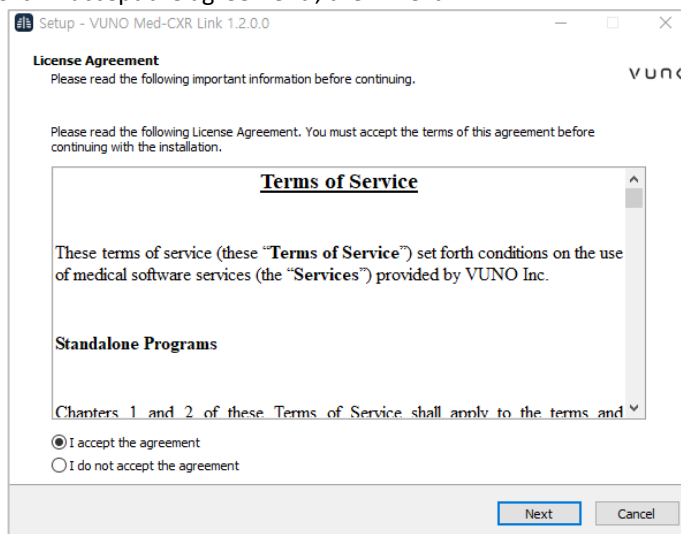 Setup - VUNO Med-CXR Link 1.2.0.0
License Agreement
Please read the following important information before continuing.
Please read the following License Agreement. You must accept the terms of this agreement before
continuing with the installation.
Terms of Service
These terms of service (these “Terms of Service”) set forth conditions on the use
of medical software services (the “Services”) provided by VUNO Inc.
Standalone Programs
Chapters 1 and 2 of these Terms of Service shall apply to the terms and
I accept the agreement
I do not accept the agreement
Next
Cancel